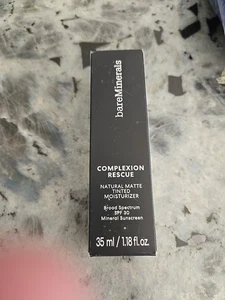 bareMinerals
COMPLEXION
RESCUE
NATURAL MATTE
TINTED
MOISTURIZER
Broad Spectrum
SPF 30
Mineral Sunscreen
35 ml / 1.18 fl. oz.